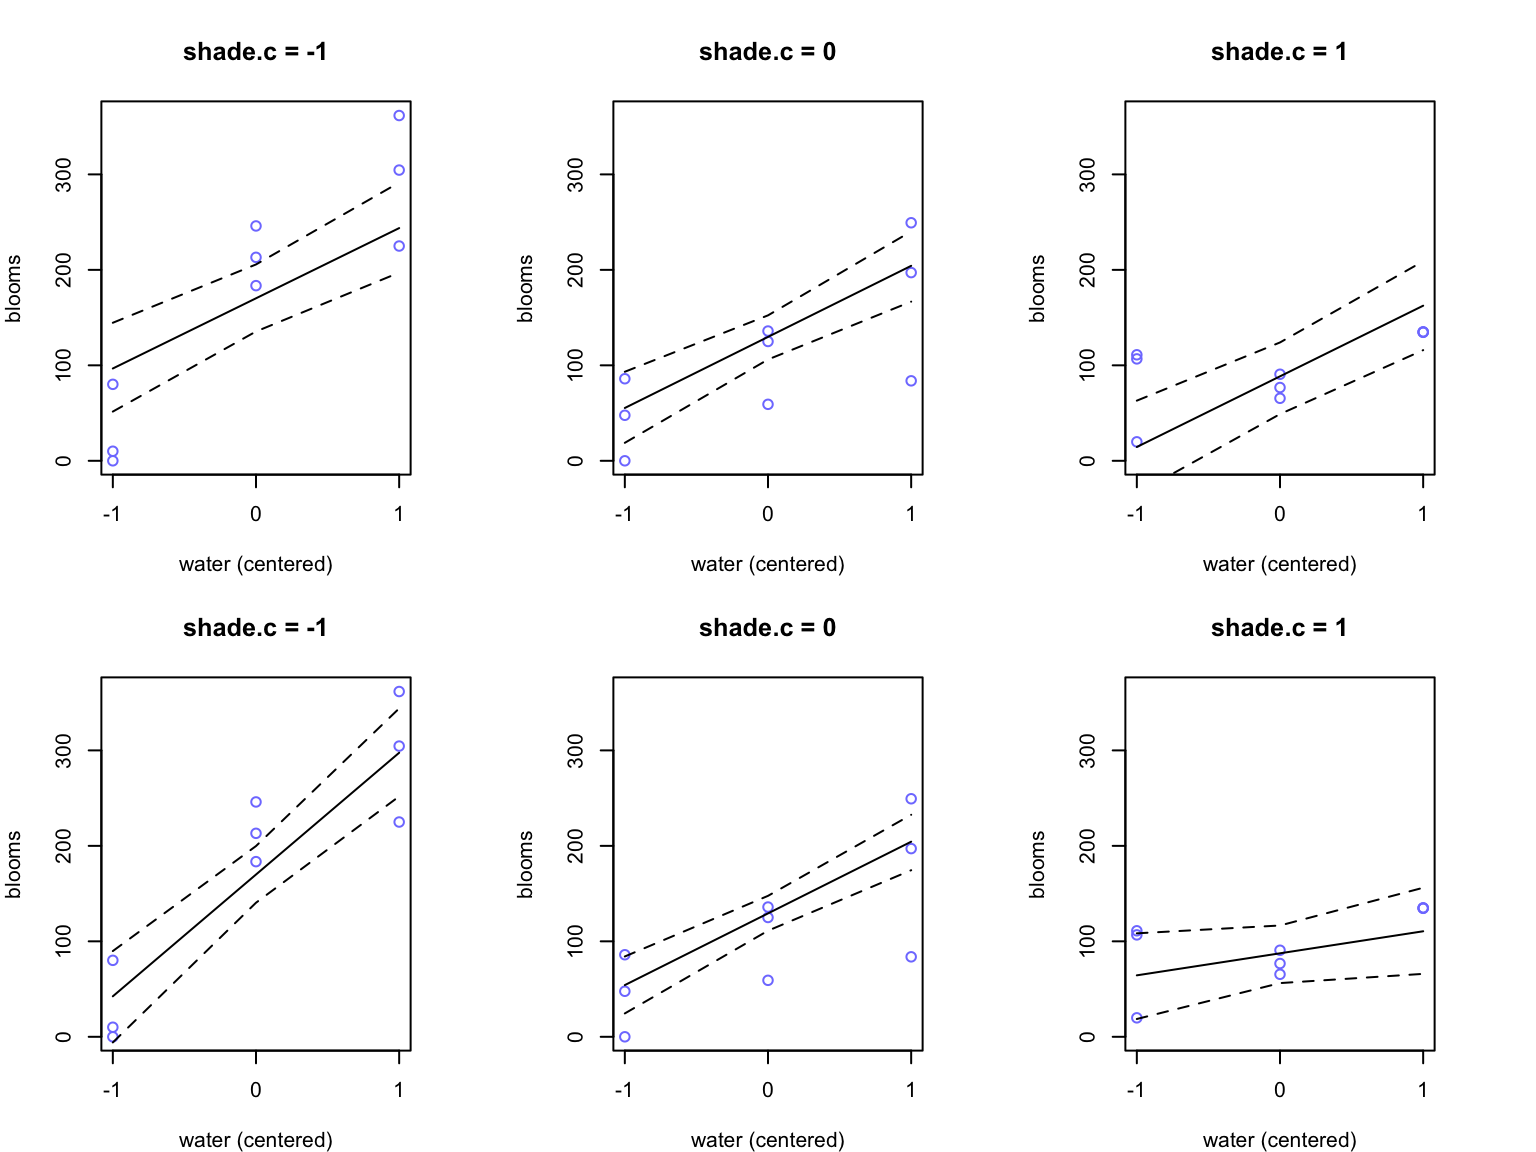 shade.c = -1
shade.c = 0
shade.c = 1
blooms
300
200
100
0
-1 0 1
water (centered)
blooms
300
200
100
0
-1 0 1
water (centered)
blooms
300
200
100
0
-1 0 1
water (centered)
shade.c = -1
shade.c = 0
shade.c = 1
blooms
300
200
100
0
-1 0 1
water (centered)
blooms
300
200
100
0
-1 0 1
water (centered)
blooms
300
200
100
0
-1 0 1
water (centered)